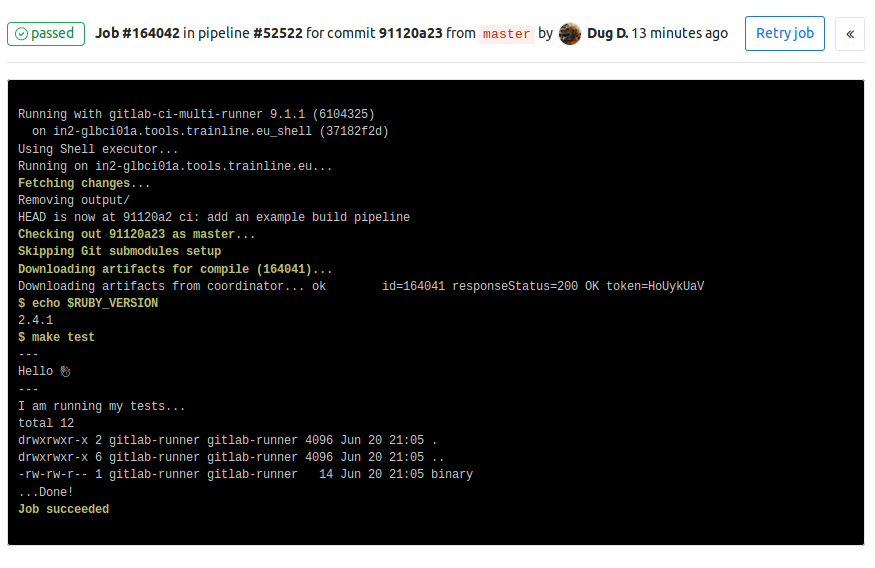 passed Job #164042 in pipeline #52522 for commit 91120a23 from master by Dug D. 13 minutes ago Retry job «
Running with gitlab-ci-multi-runner 9.1.1 (6104325)
on in2-glbci01a.tools.trainline.eu_shell (37182f2d)
Using Shell executor...
Running on in2-glbci01a.tools.trainline.eu...
Fetching changes...
Removing output/
HEAD is now at 91120a2 ci: add an example build pipeline
Checking out 91120a23 as master...
Skipping Git submodules setup
Downloading artifacts for compile (164041)...
Downloading artifacts from coordinator... ok        id=164041 responseStatus=200 OK token=HoUykUaV
$ echo $RUBY_VERSION
2.4.1
$ make test
---
Hello 👋
---
I am running my tests...
total 12
drwxrwxr-x 2 gitlab-runner gitlab-runner 4096 Jun 20 21:05 .
drwxrwxr-x 6 gitlab-runner gitlab-runner 4096 Jun 20 21:05 ..
-rw-rw-r-- 1 gitlab-runner gitlab-runner   14 Jun 20 21:05 binary
...Done!
Job succeeded